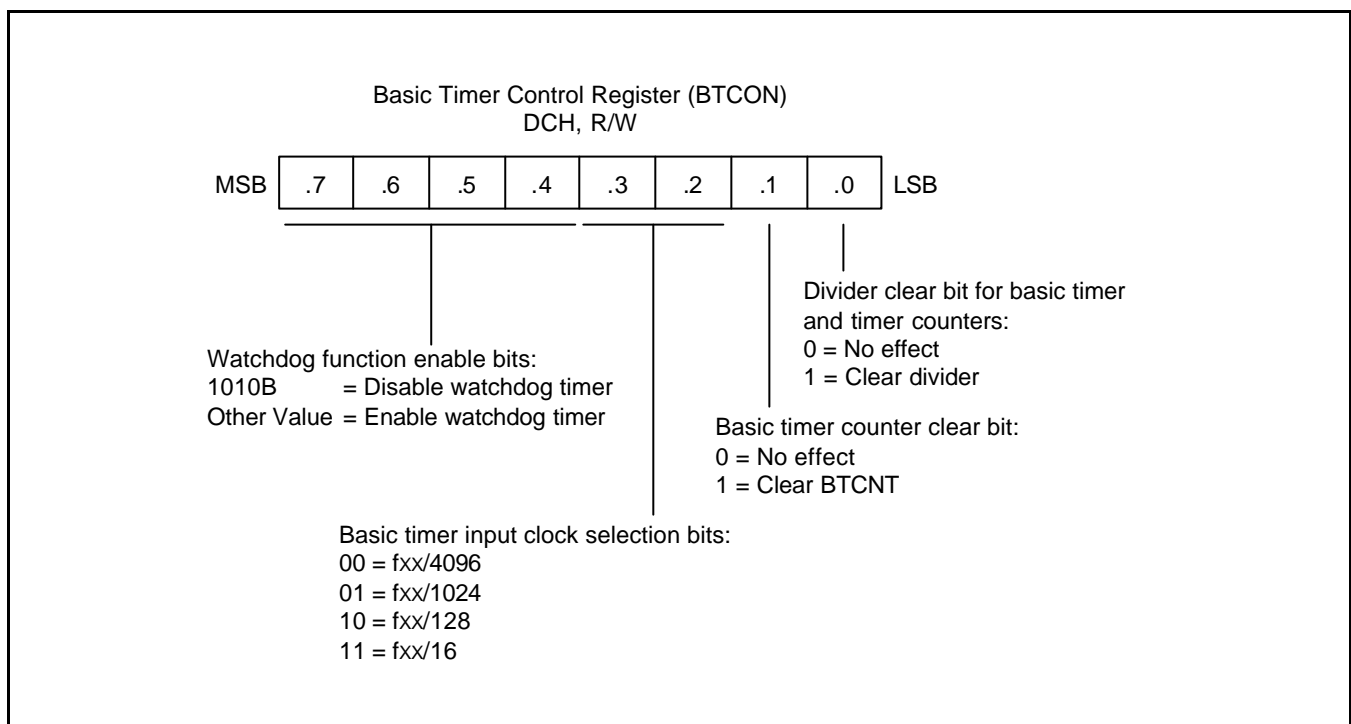 Basic Timer Control Register (BTCON)
DCH, R/W
MSB .7 .6 .5 .4 .3 .2 .1 .0 LSB
Divider clear bit for basic timer
and timer counters:
0 = No effect
1 = Clear divider
Watchdog function enable bits:
1010B = Disable watchdog timer
Other Value = Enable watchdog timer
Basic timer counter clear bit:
0 = No effect
1 = Clear BTCNT
Basic timer input clock selection bits:
00 = fxx/4096
01 = fxx/1024
10 = fxx/128
11 = fxx/16